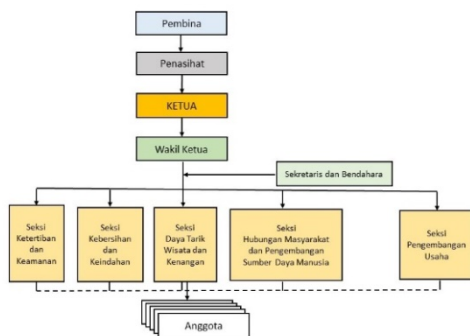 Pembina
Penasihat
KETUA
Wakil Ketua
Sekretaris dan Bendahara
Seksi
Ketertiban
dan
Keamanan
Seksi
Kebersihan
dan
Keindahan
Seksi
Daya Tarik
Wisata dan
Kenangan
Seksi
Hubungan Masyarakat
dan Pengembangan
Sumber Daya Manusia
Seksi
Pengembangan
Usaha
Anggota